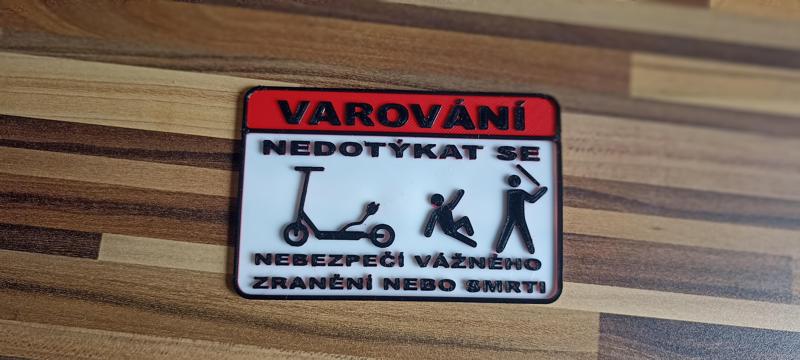 VAROVÁNÍ
NEDOTÝKAT SE
NEBEZPEČÍ VÁŽNÉHO
ZRANĚNÍ NEBO SMRTI